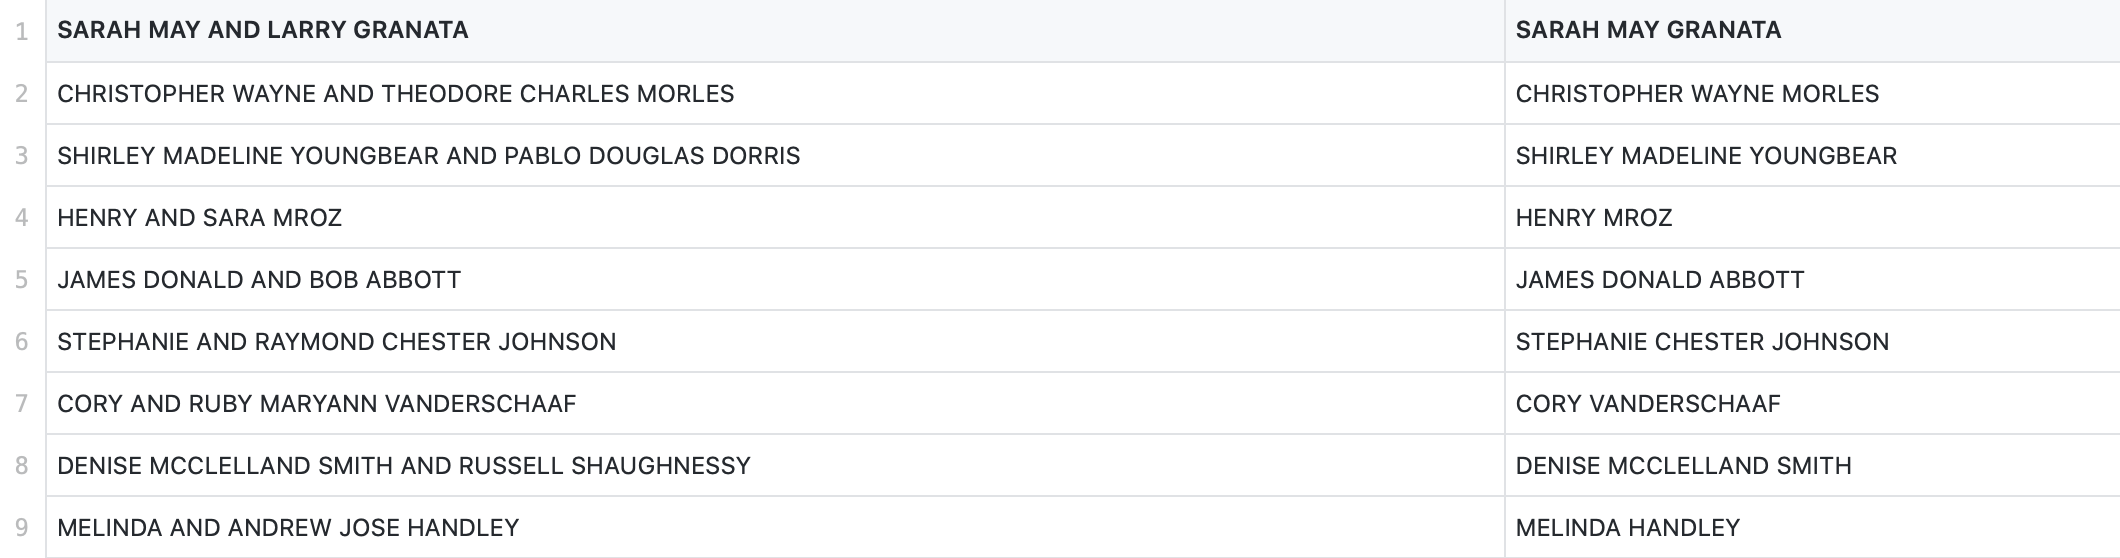 1 SARAH MAY AND LARRY GRANATA SARAH MAY GRANATA
2 CHRISTOPHER WAYNE AND THEODORE CHARLES MORLES CHRISTOPHER WAYNE MORLES
3 SHIRLEY MADELINE YOUNGBEAR AND PABLO DOUGLAS DORRIS SHIRLEY MADELINE YOUNGBEAR
4 HENRY AND SARA MROZ HENRY MROZ
5 JAMES DONALD AND BOB ABBOTT JAMES DONALD ABBOTT
6 STEPHANIE AND RAYMOND CHESTER JOHNSON STEPHANIE CHESTER JOHNSON
7 CORY AND RUBY MARYANN VANDERSCHAAF CORY VANDERSCHAAF
8 DENISE MCCLELLAND SMITH AND RUSSELL SHAUGHNESSY DENISE MCCLELLAND SMITH
9 MELINDA AND ANDREW JOSE HANDLEY MELINDA HANDLEY